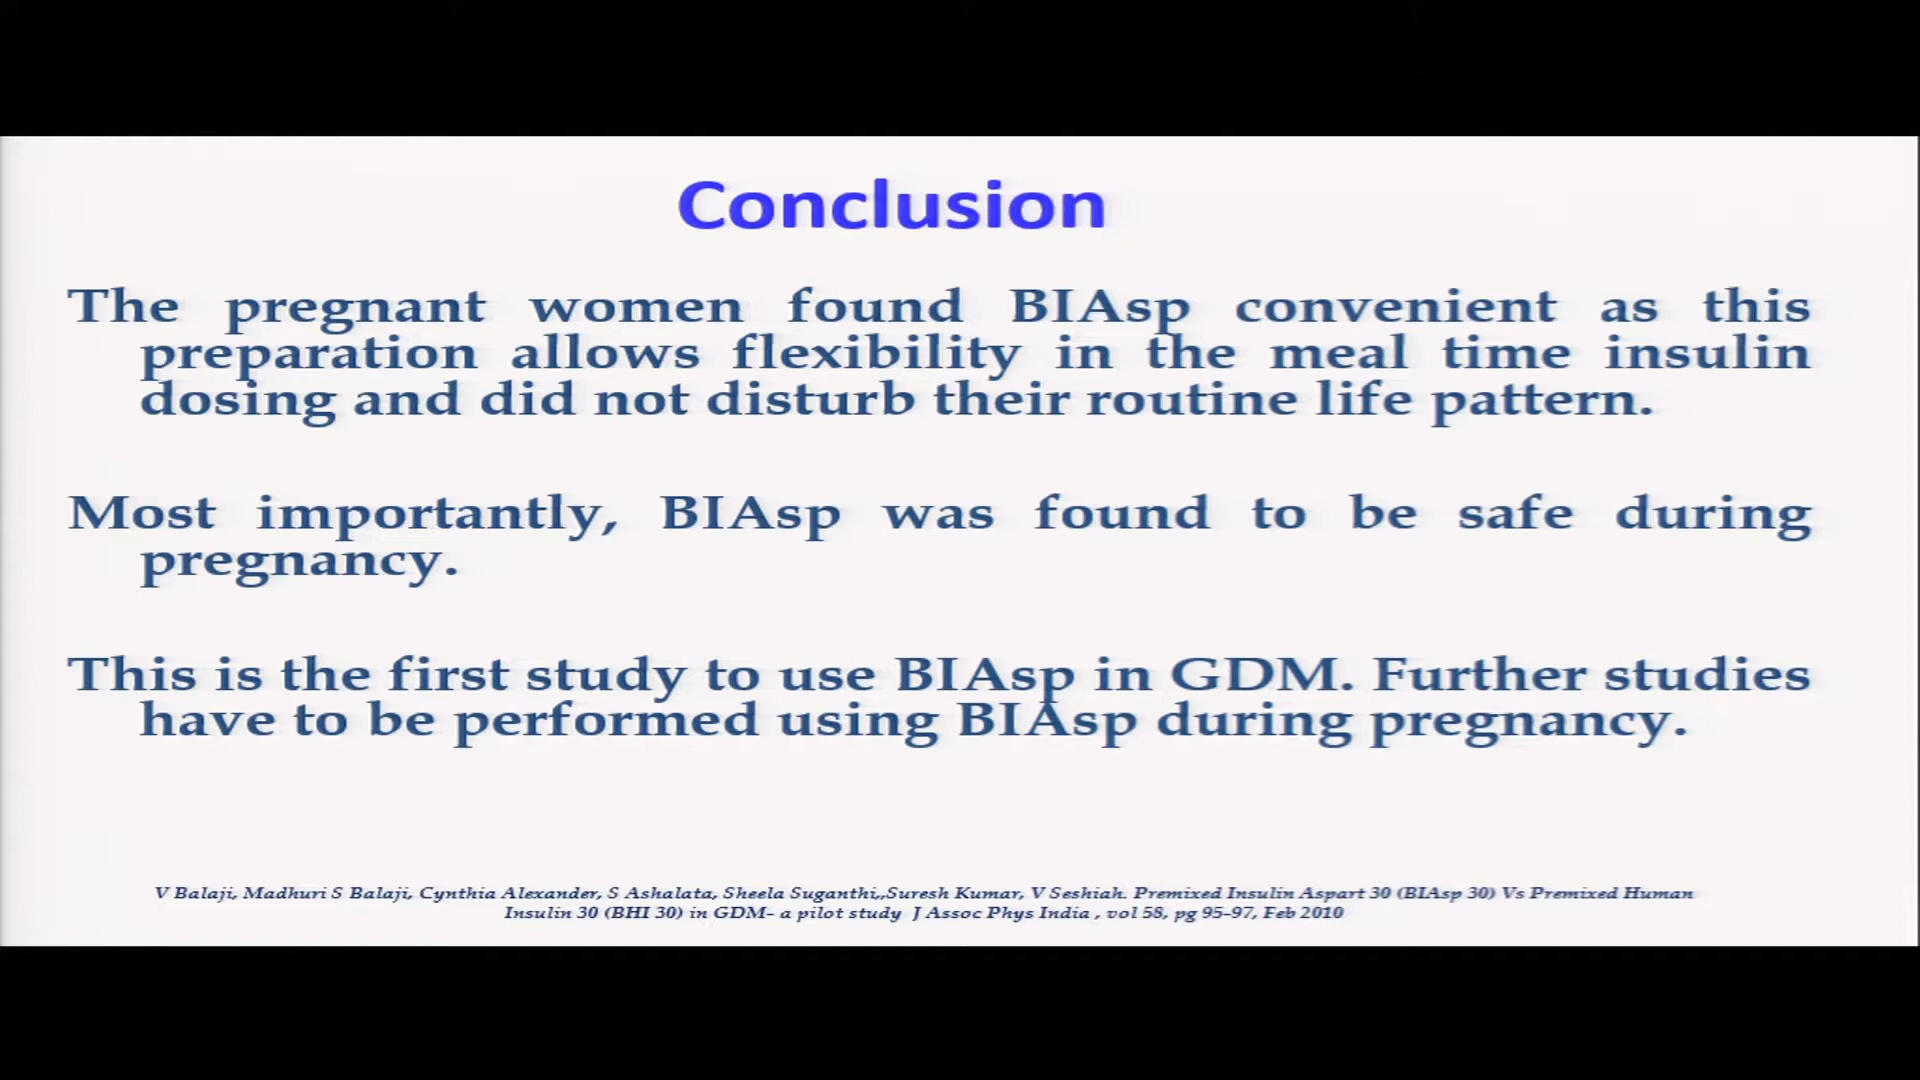 Conclusion
The pregnant women found BIAsp convenient as this
preparation allows flexibility in the meal time insulin
dosing and did not disturb their routine life pattern.
Most importantly, BIAsp was found to be safe during
pregnancy.
This is the first study to use BIAsp in GDM. Further studies
have to be performed using BIAsp during pregnancy.
V Balaji, Madhuri S Balaji, Cynthia Alexander, S Ashalata, Sheela Suganthi,,Suresh Kumar, V Seshiah. Premixed Insulin Aspart 30 (BIAsp 30) Vs Premixed Human
Insulin 30 (BHI 30) in GDM– a pilot study J Assoc Phys India , vol 58, pg 95-97, Feb 2010